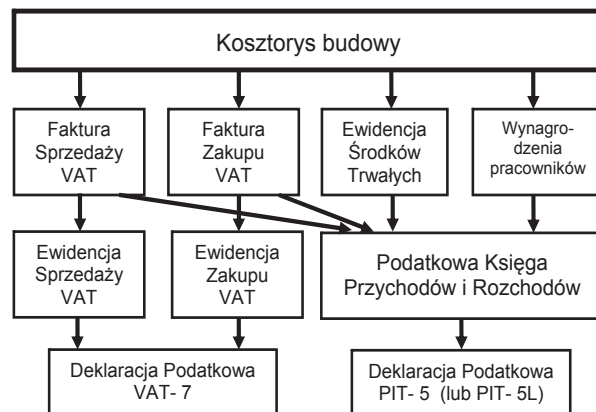 Kosztorys budowy
Faktura
Sprzedaży
VAT
Faktura
Zakupu
VAT
Ewidencja
Środków
Trwałych
Wynagro-
dzenia
pracowników
Ewidencja
Sprzedaży
VAT
Ewidencja
Zakupu
VAT
Podatkowa Księga
Przychodów i Rozchodów
Deklaracja Podatkowa
VAT- 7
Deklaracja Podatkowa
PIT- 5 (lub PIT- 5L)